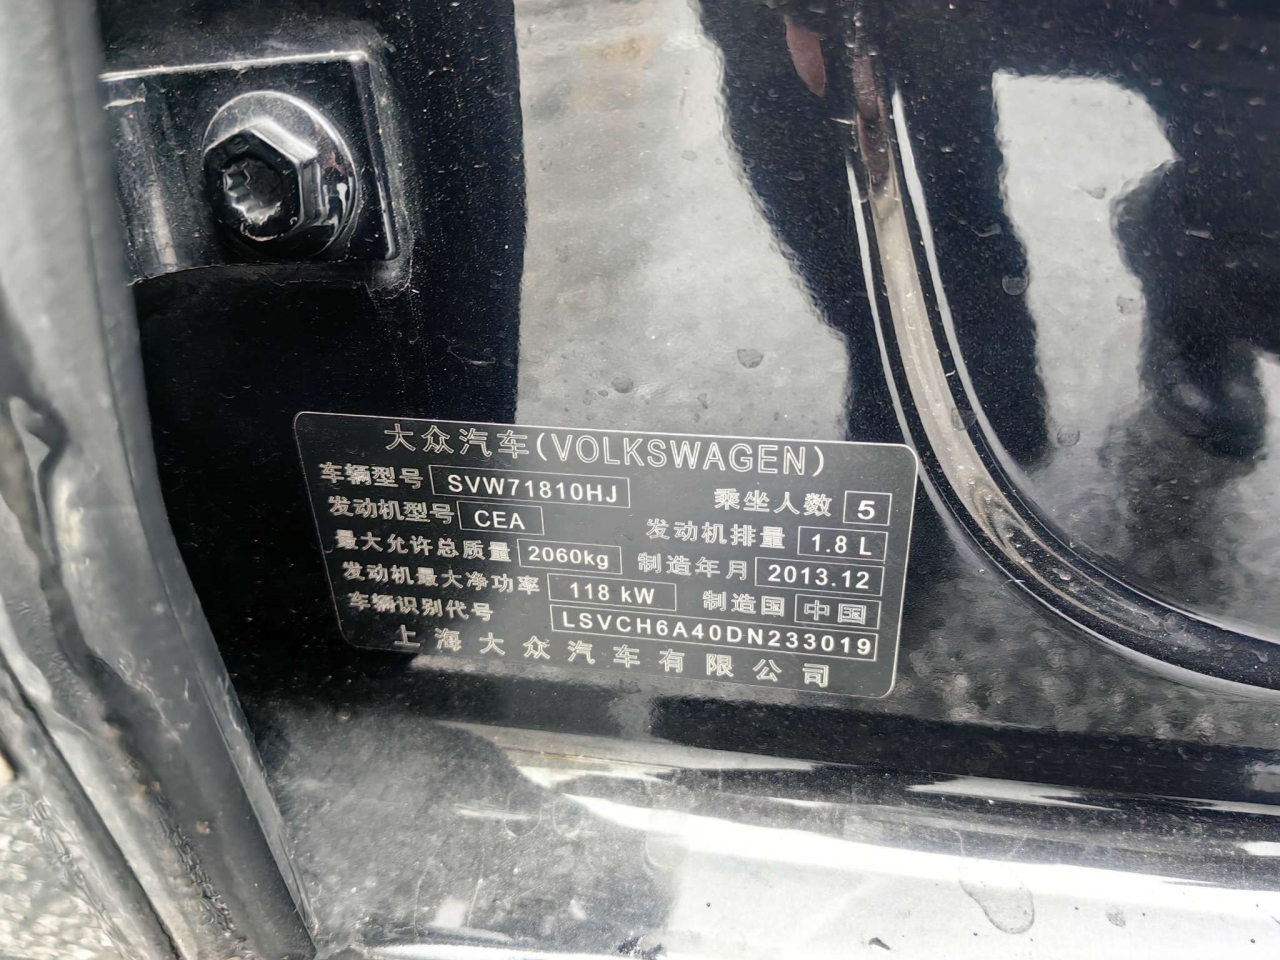 大众汽车(VOLKSWAGEN)
车辆型号 SVW71810HJ 乘坐人数 5
发动机型号 CEA 发动机排量 1.8 L
最大允许总质量 2060kg 制造年月 2013.12
发动机最大净功率 118 kW 制造国 中国
车辆识别代号 LSVCH6A40DN233019
上海大众汽车有限公司